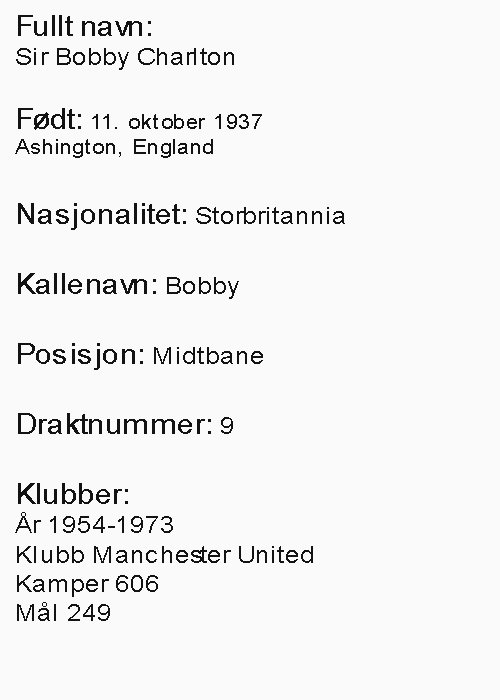 Fullt navn:
Sir Bobby Charlton
Født: 11. oktober 1937
Ashington, England
Nasjonalitet: Storbritannia
Kallenavn: Bobby
Posisjon: Midtbane
Draktnummer: 9
Klubber:
År 1954-1973
Klubb Manchester United
Kamper 606
Mål 249